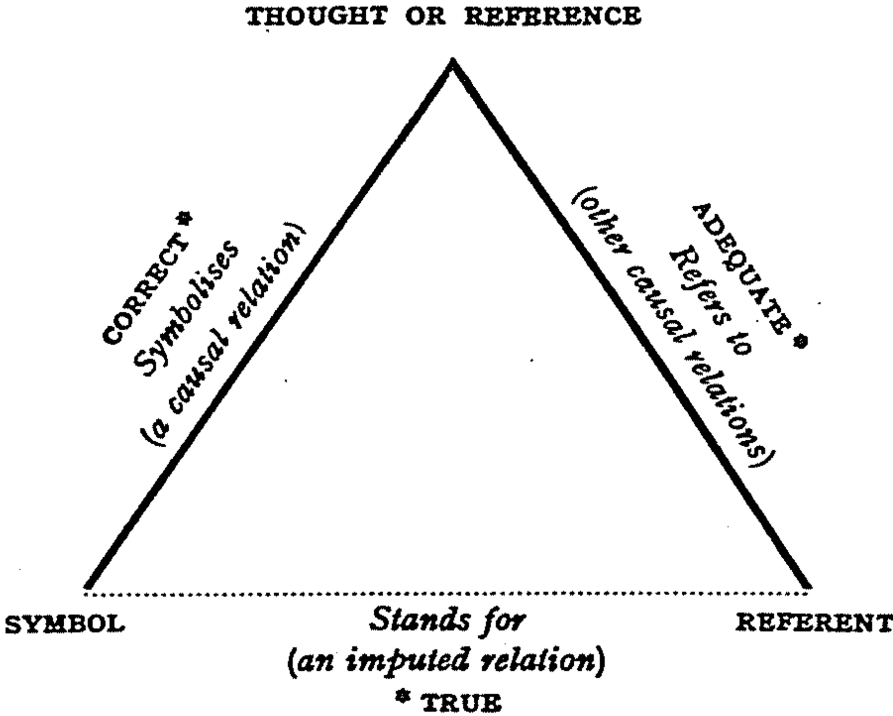 THOUGHT OR REFERENCE
CORRECT *
Symbolises
(a causal relation)
ADEQUATE *
Refers to
(other causal relations)
SYMBOL
Stands for
(an imputed relation)
* TRUE
REFERENT